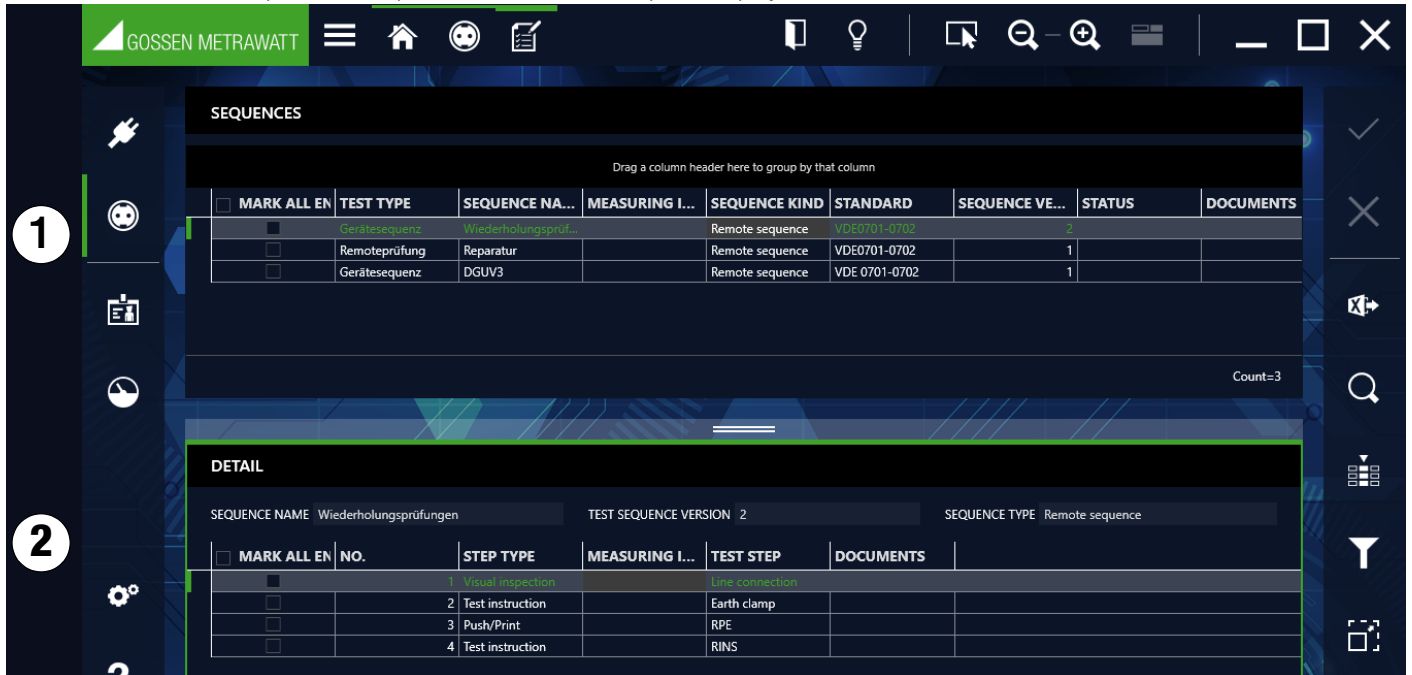 GOSSEN METRAWATT
SEQUENCES
Drag a column header here to group by that column
MARK ALL EN TEST TYPE SEQUENCE NA... MEASURING I... SEQUENCE KIND STANDARD SEQUENCE VE... STATUS DOCUMENTS
Gerätesequenz Wiederholungsprüf... Remote sequence VDE0701-0702 2
1
Remoteprüfung Reparatur Remote sequence VDE0701-0702 1
Gerätesequenz DGUV3 Remote sequence VDE 0701-0702 1
Count=3
DETAIL
SEQUENCE NAME Wiederholungsprüfungen TEST SEQUENCE VERSION 2 SEQUENCE TYPE Remote sequence
2
MARK ALL EN NO. STEP TYPE MEASURING I... TEST STEP DOCUMENTS
1 Visual inspection Line connection
2 Test instruction Earth clamp
3 Push/Print RPE
4 Test instruction RINS